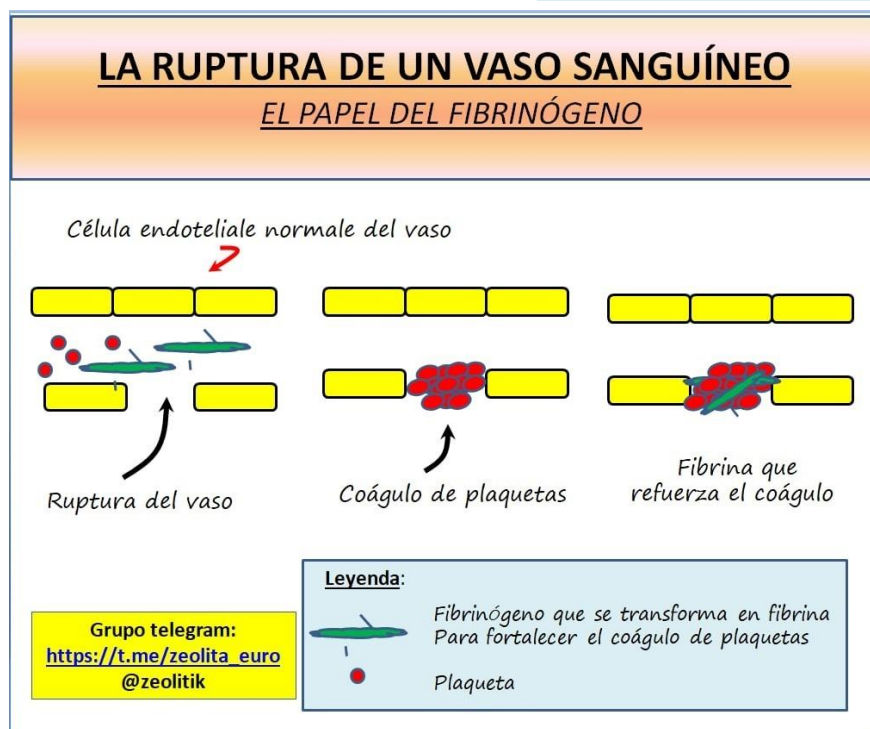 LA RUPTURA DE UN VASO SANGUÍNEO
EL PAPEL DEL FIBRINÓGENO
Célula endoteliale normale del vaso
Ruptura del vaso
Coágulo de plaquetas
Fibrina que
refuerza el coágulo
Leyenda:
Fibrinógeno que se transforma en fibrina
Para fortalecer el coágulo de plaquetas
Plaqueta
Grupo telegram:
https://t.me/zeolita_euro
@zeolitik